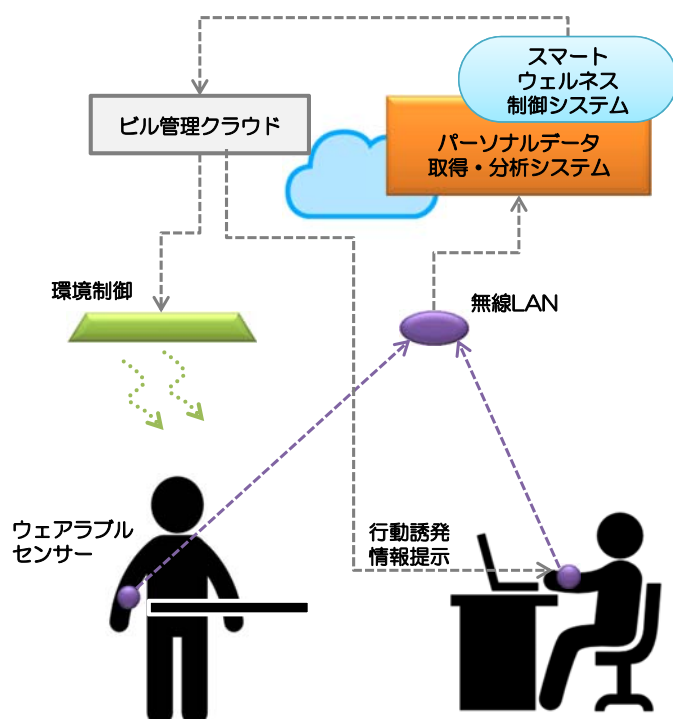 スマート
ウェルネス
制御システム
ビル管理クラウド
パーソナルデータ
取得・分析システム
環境制御
無線LAN
ウェアラブル
センサー
行動誘発
情報提示